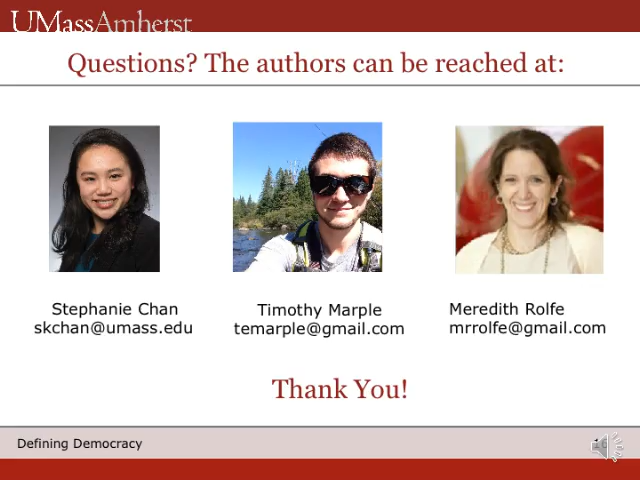 UMassAmherst
Questions? The authors can be reached at:
Stephanie Chan
skchan@umass.edu
Timothy Marple
temarple@gmail.com
Meredith Rolfe
mrrolfe@gmail.com
Thank You!
Defining Democracy